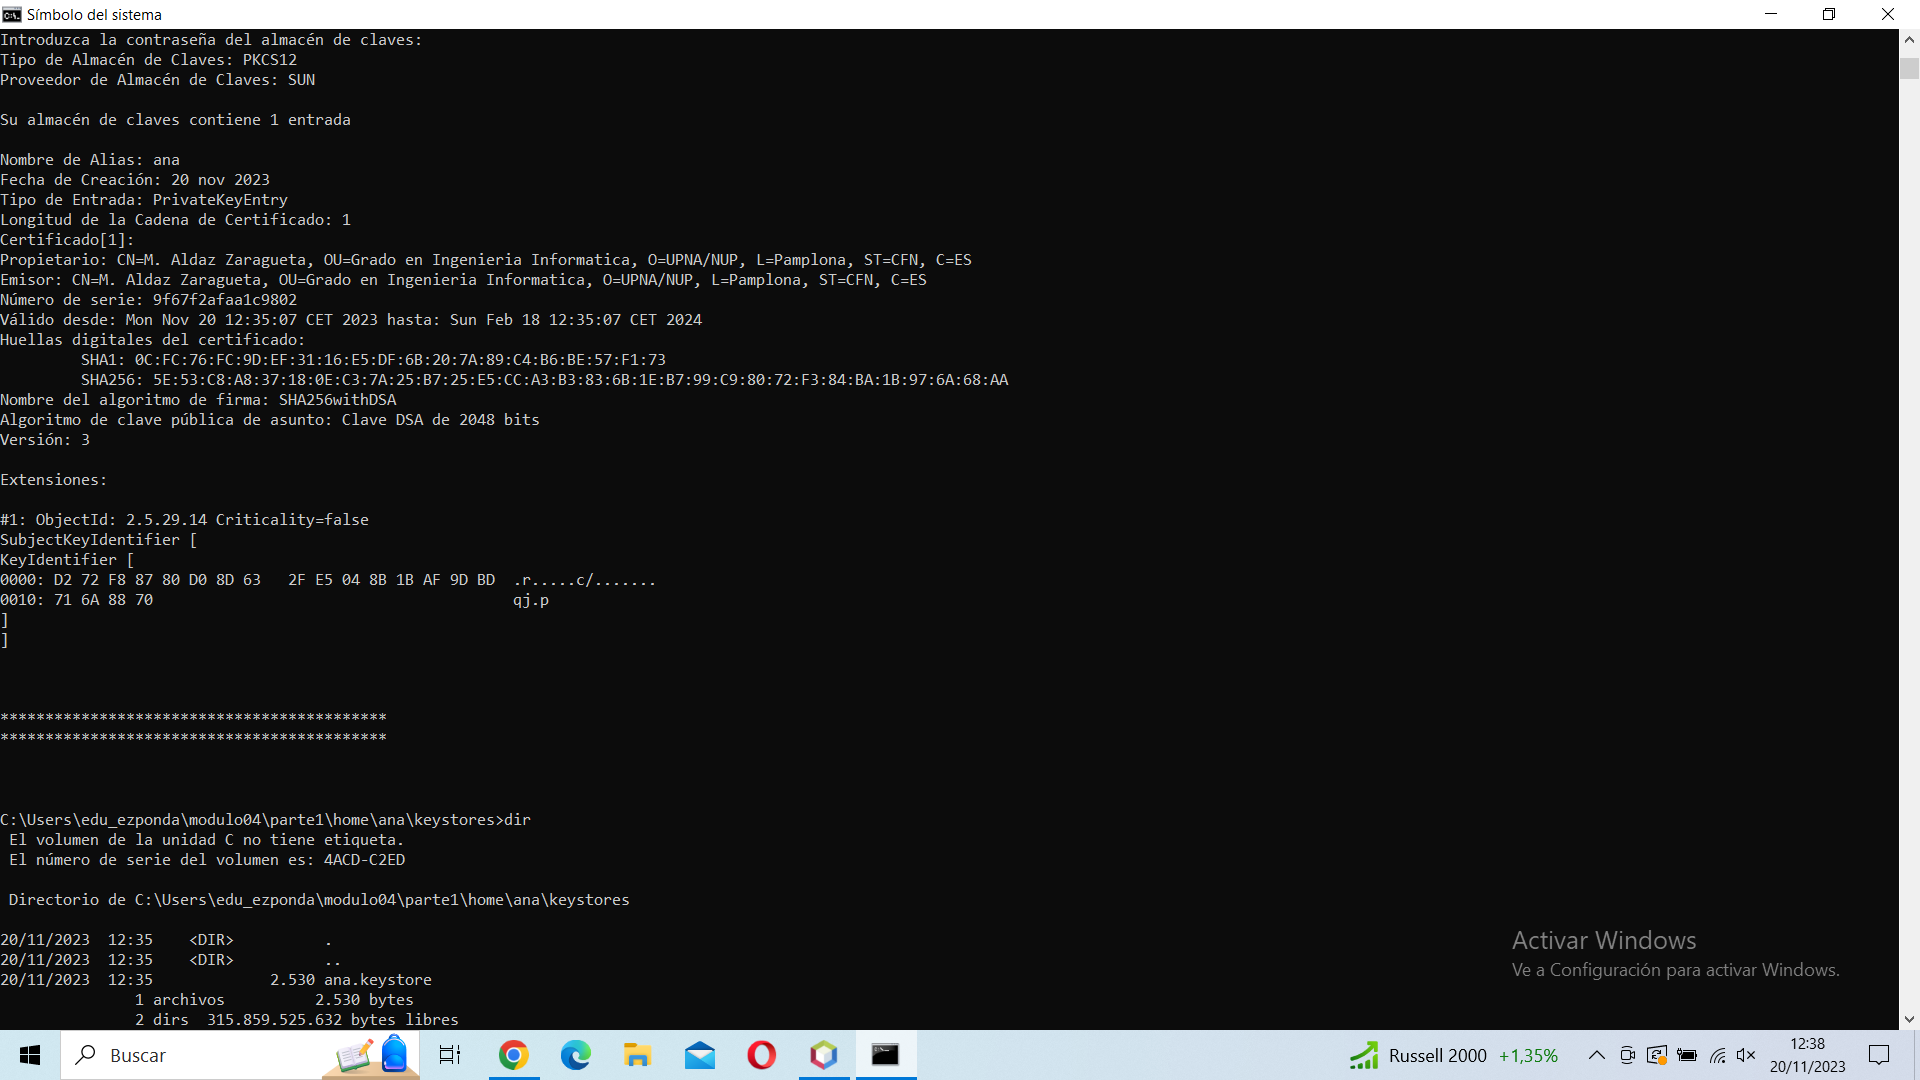 Símbolo del sistema
Introduzca la contraseña del almacén de claves:
Tipo de Almacén de Claves: PKCS12
Proveedor de Almacén de Claves: SUN
Su almacén de claves contiene 1 entrada
Nombre de Alias: ana
Fecha de Creación: 20 nov 2023
Tipo de Entrada: PrivateKeyEntry
Longitud de la Cadena de Certificado: 1
Certificado[1]:
Propietario: CN=M. Aldaz Zaragueta, OU=Grado en Ingenieria Informatica, O=UPNA/NUP, L=Pamplona, ST=CFN, C=ES
Emisor: CN=M. Aldaz Zaragueta, OU=Grado en Ingenieria Informatica, O=UPNA/NUP, L=Pamplona, ST=CFN, C=ES
Número de serie: 9f67f2afaa1c9802
Válido desde: Mon Nov 20 12:35:07 CET 2023 hasta: Sun Feb 18 12:35:07 CET 2024
Huellas digitales del certificado:
SHA1: 0C:FC:76:FC:9D:EF:31:16:E5:DF:6B:20:7A:89:C4:B6:BE:57:F1:73
SHA256: 5E:53:C8:A8:37:18:0E:C3:7A:25:B7:25:E5:CC:A3:B3:83:6B:1E:B7:99:C9:80:72:F3:84:BA:1B:97:6A:68:AA
Nombre del algoritmo de firma: SHA256withDSA
Algoritmo de clave pública de asunto: Clave DSA de 2048 bits
Versión: 3
Extensiones:
#1: ObjectId: 2.5.29.14 Criticality=false
SubjectKeyIdentifier [
KeyIdentifier [
0000: D2 72 F8 87 80 D0 8D 63   2F E5 04 8B 1B AF 9D BD  .r.....c/.......
0010: 71 6A 88 70                                        qj.p
]
]
*******************************************
*******************************************
C:\Users\edu_ezponda\modulo04\parte1\home\ana\keystores>dir
El volumen de la unidad C no tiene etiqueta.
El número de serie del volumen es: 4ACD-C2ED
Directorio de C:\Users\edu_ezponda\modulo04\parte1\home\ana\keystores
20/11/2023  12:35    <DIR>          .
20/11/2023  12:35    <DIR>          ..
20/11/2023  12:35             2.530 ana.keystore
1 archivos          2.530 bytes
2 dirs  315.859.525.632 bytes libres
Activar Windows
Ve a Configuración para activar Windows.
Buscar
Russell 2000 +1,35%
12:38
20/11/2023